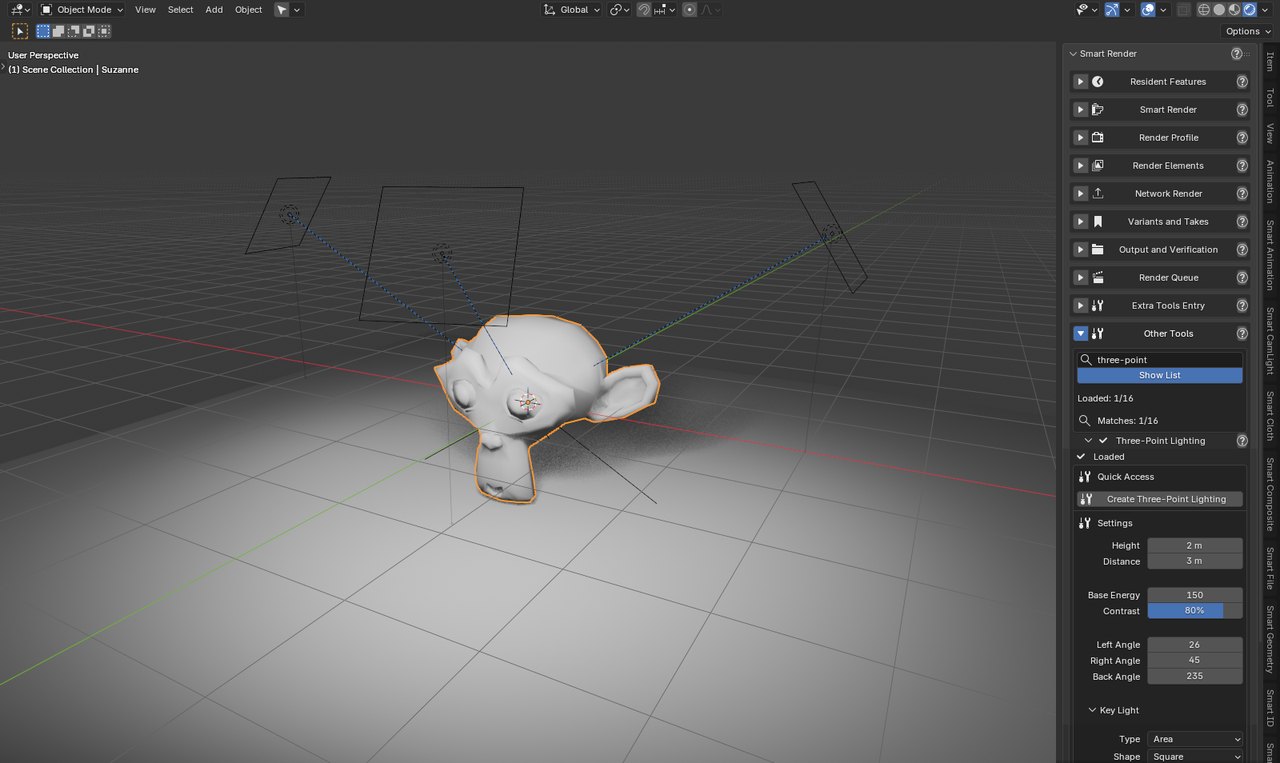 Object Mode View Select Add Object Global
Options
User Perspective
(1) Scene Collection | Suzanne
Smart Render
Resident Features
Smart Render
Render Profile
Render Elements
Network Render
Variants and Takes
Output and Verification
Render Queue
Extra Tools Entry
Other Tools
three-point
Show List
Loaded: 1/16
Matches: 1/16
Three-Point Lighting
Loaded
Quick Access
Create Three-Point Lighting
Settings
Height 2 m
Distance 3 m
Base Energy 150
Contrast 80%
Left Angle 26
Right Angle 45
Back Angle 235
Key Light
Type Area
Shape Square
Item
Tool
View
Animation
Smart Animation
Smart CamLight
Smart Cloth
Smart Composite
Smart File
Smart Geometry
Smart ID